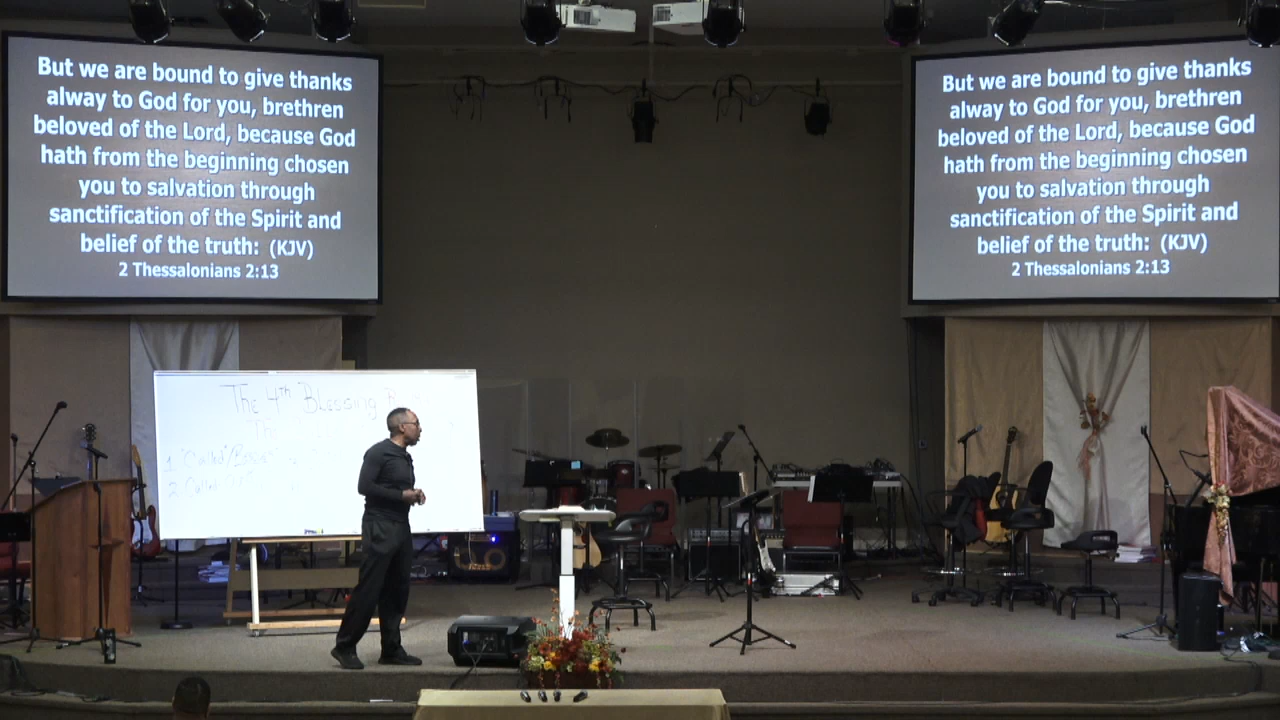 But we are bound to give thanks
alway to God for you, brethren
beloved of the Lord, because God
hath from the beginning chosen
you to salvation through
sanctification of the Spirit and
belief of the truth: (KJV)
2 Thessalonians 2:13
But we are bound to give thanks
alway to God for you, brethren
beloved of the Lord, because God
hath from the beginning chosen
you to salvation through
sanctification of the Spirit and
belief of the truth: (KJV)
2 Thessalonians 2:13
The 4th Blessing
1. "Called
2. Called